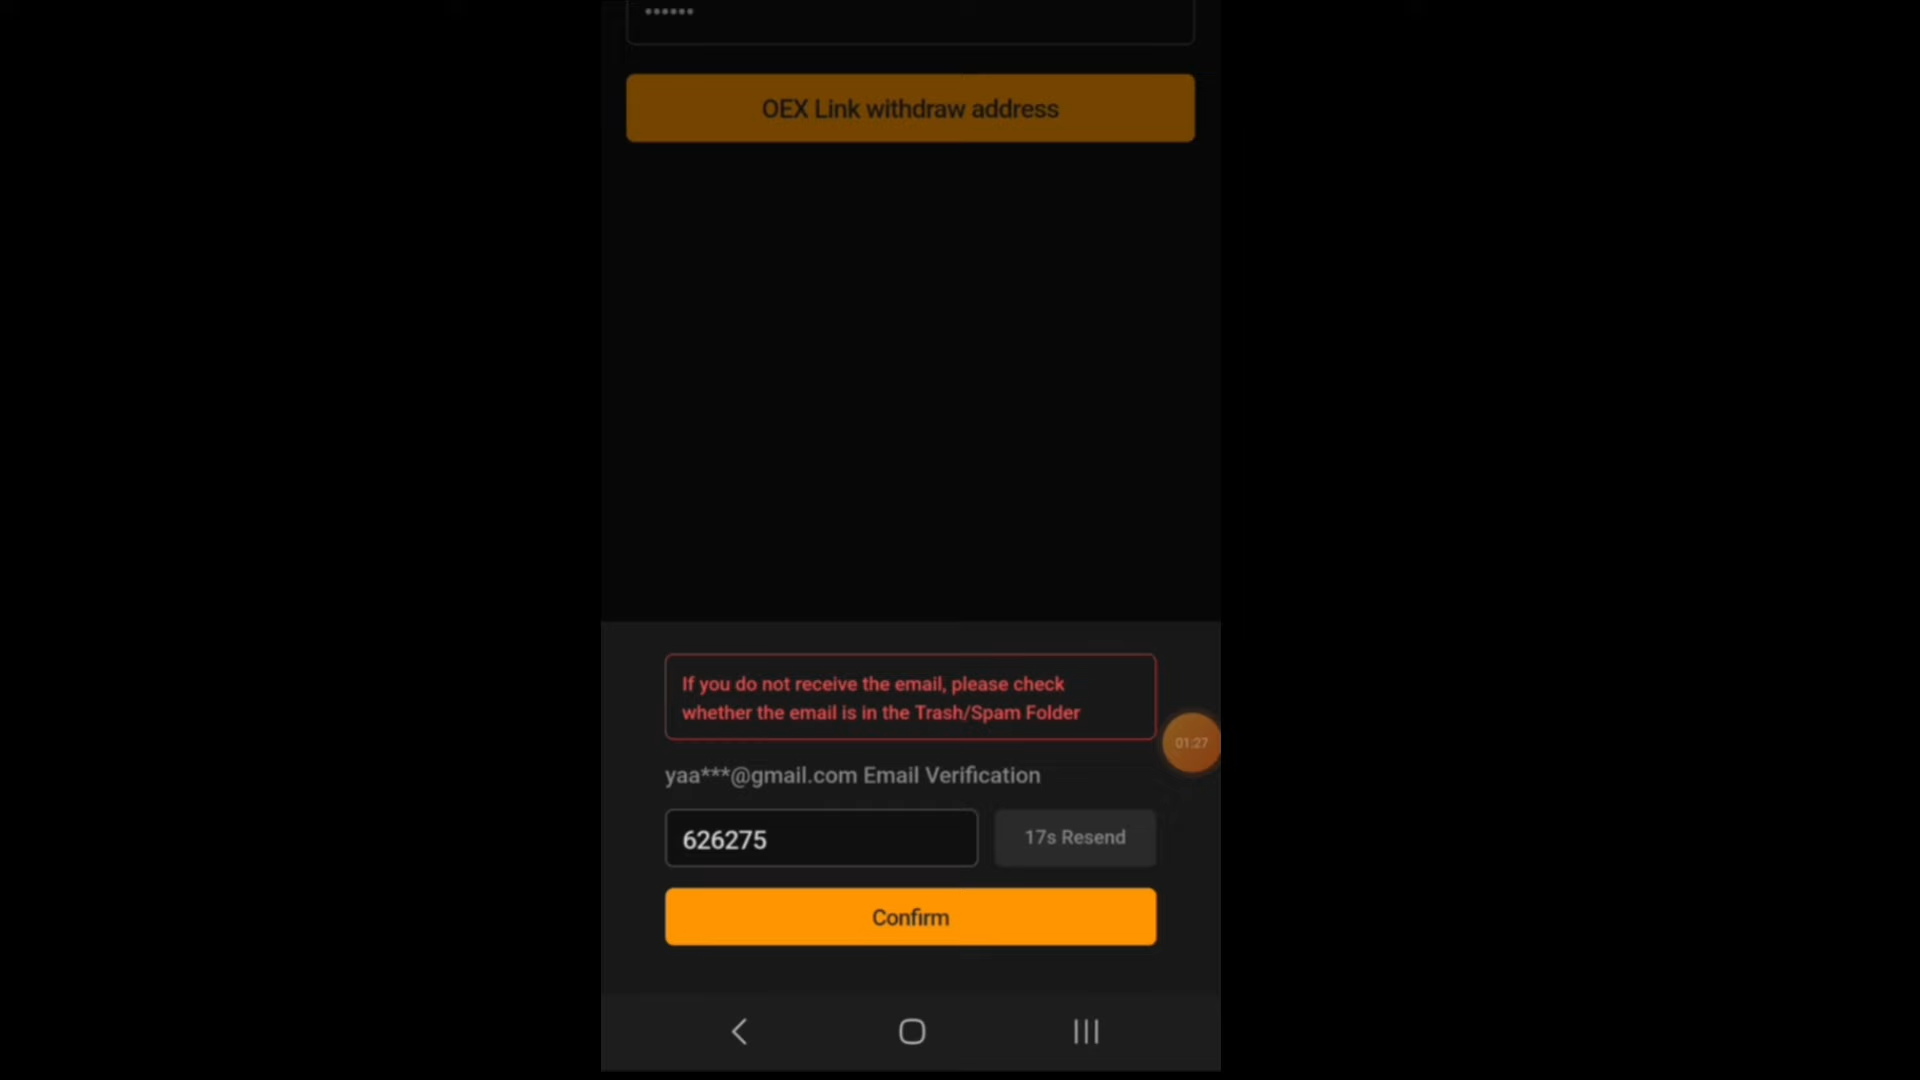 ••••••
OEX Link withdraw address
If you do not receive the email, please check
whether the email is in the Trash/Spam Folder
01:27
yaa***@gmail.com Email Verification
626275
17s Resend
Confirm